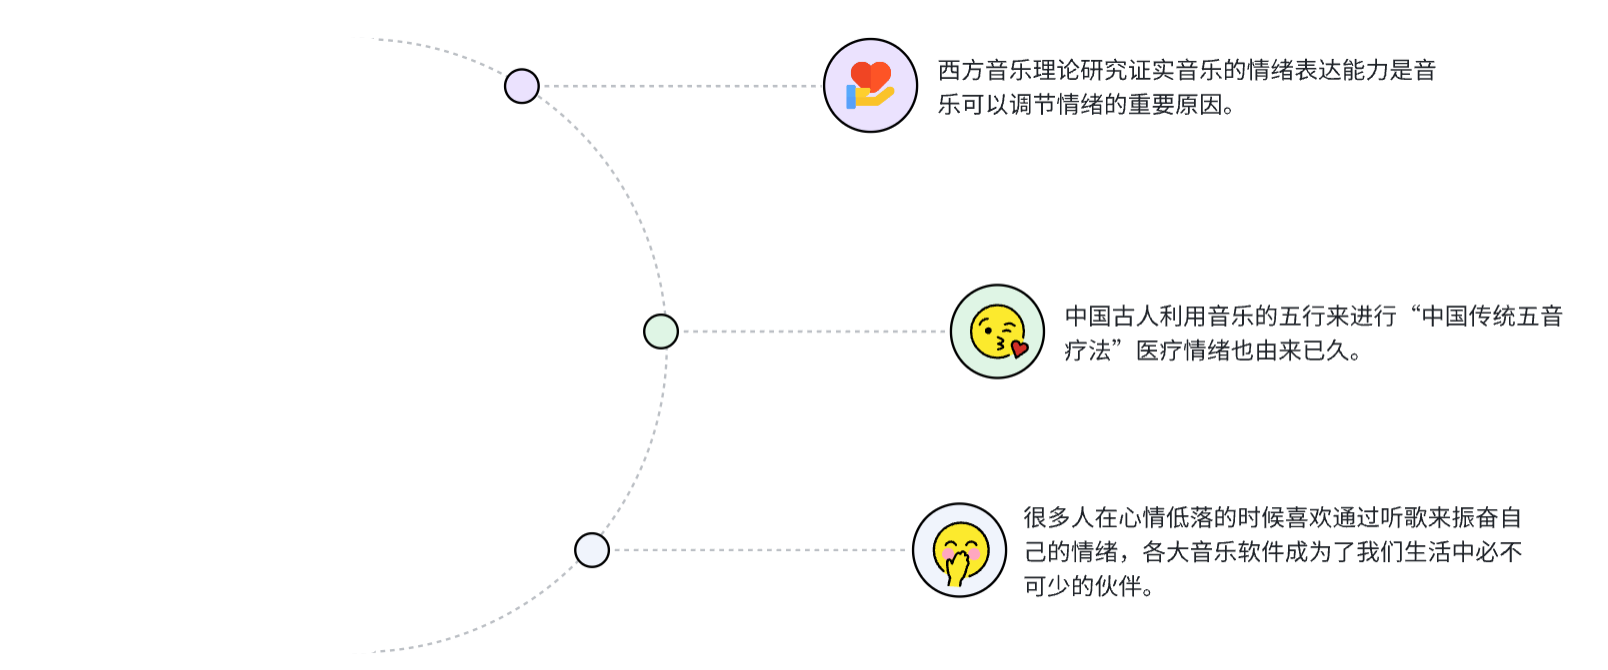 西方音乐理论研究证实音乐的情绪表达能力是音
乐可以调节情绪的重要原因。
中国古人利用音乐的五行来进行“中国传统五音
疗法”医疗情绪也由来已久。
很多人在心情低落的时候喜欢通过听歌来振奋自
己的情绪，各大音乐软件成为了我们生活中必不
可少的伙伴。